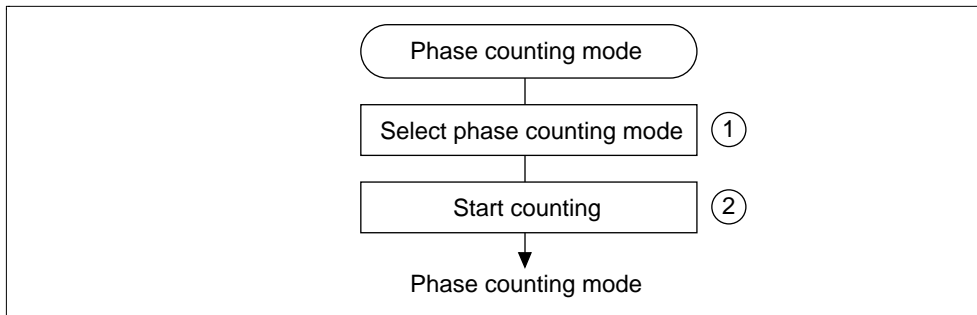 Phase counting mode
Select phase counting mode 1
Start counting 2
Phase counting mode